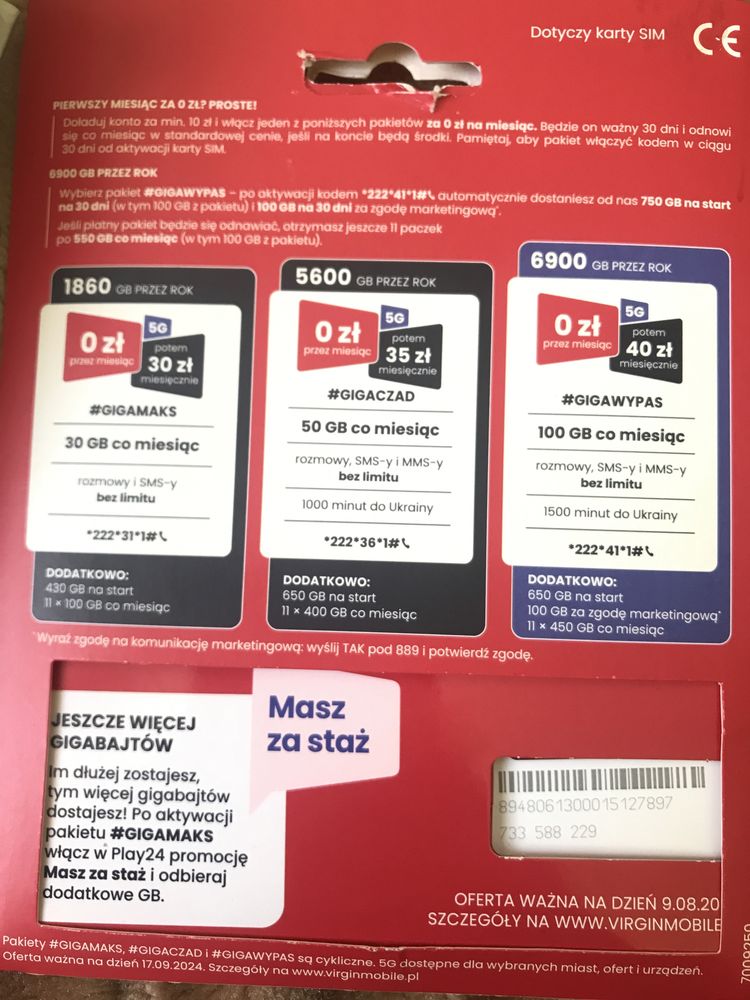 Dotyczy karty SIM
CE
PIERWSZY MIESIĄC ZA 0 ZŁ? PROSTE!
Doładuj konto za min. 10 zł i włącz jeden z poniższych pakietów za 0 zł na miesiąc. Będzie on ważny 30 dni i odnowi
się co miesiąc w standardowej cenie, jeśli na koncie będą środki. Pamiętaj, aby pakiet włączyć kodem w ciągu
30 dni od aktywacji karty SIM.
6900 GB PRZEZ ROK
Wybierz pakiet #GIGAWYPAS – po aktywacji kodem *222*41*1# automatycznie dostaniesz od nas 750 GB na start
na 30 dni (w tym 100 GB z pakietu) i 100 GB na 30 dni za zgodę marketingową*.
Jeśli płatny pakiet będzie się odnawiać, otrzymasz jeszcze 11 paczek
po 550 GB co miesiąc (w tym 100 GB z pakietu).
1860 GB PRZEZ ROK
0 zł
przez miesiąc
5G
potem
30 zł
miesięcznie
#GIGAMAKS
30 GB co miesiąc
rozmowy i SMS-y
bez limitu
*222*31*1#
DODATKOWO:
430 GB na start
11 × 100 GB co miesiąc
5600 GB PRZEZ ROK
0 zł
przez miesiąc
5G
potem
35 zł
miesięcznie
#GIGACZAD
50 GB co miesiąc
rozmowy, SMS-y i MMS-y
bez limitu
1000 minut do Ukrainy
*222*36*1#
DODATKOWO:
650 GB na start
11 × 400 GB co miesiąc
6900 GB PRZEZ ROK
0 zł
przez miesiąc
5G
potem
40 zł
miesięcznie
#GIGAWYPAS
100 GB co miesiąc
rozmowy, SMS-y i MMS-y
bez limitu
1500 minut do Ukrainy
*222*41*1#
DODATKOWO:
650 GB na start
100 GB za zgodę marketingową*
11 × 450 GB co miesiąc
*Wyraź zgodę na komunikację marketingową: wyślij TAK pod 889 i potwierdź zgodę.
JESZCZE WIĘCEJ
GIGABAJTÓW
Im dłużej zostajesz,
tym więcej gigabajtów
dostajesz! Po aktywacji
pakietu #GIGAMAKS
włącz w Play24 promocję
Masz za staż i odbieraj
dodatkowe GB.
Masz
za staż
8948061300015127897
733 588 229
OFERTA WAŻNA NA DZIEŃ 9.08.20
SZCZEGÓŁY NA WWW.VIRGINMOBILE
Pakiety #GIGAMAKS, #GIGACZAD i #GIGAWYPAS są cykliczne. 5G dostępne dla wybranych miast, ofert i urządzeń.
Oferta ważna na dzień 17.09.2024. Szczegóły na www.virginmobile.pl
7009250